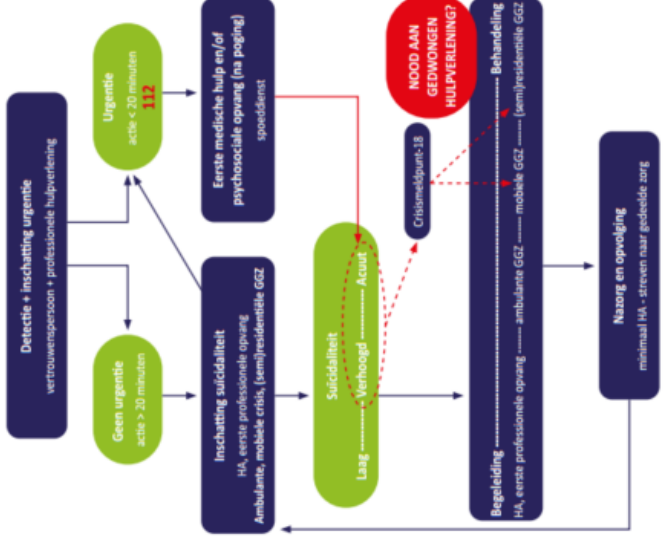 Detectie + inschatting urgentie
vertrouwenspersoon + professionele hulpverlening
Geen urgentie
actie > 20 minuten
Urgentie
actie < 20 minuten
112
Inschatting suïcidaliteit
HA, eerste professionele opvang
Ambulante, mobiele crisis, (semi)residentiële GGZ
Eerste medische hulp en/of
psychosociale opvang (na poging)
spoeddienst
Suïcidaliteit
Laag ------------ Verhoogd ------------ Acuut
Crisismeldpunt-18
NOOD AAN
GEDWONGEN
HULPVERLENING?
Begeleiding ------------------------------------------------ Behandeling
HA, eerste professionele opvang ------- ambulante GGZ ------- mobiele GGZ ------- (semi)residentiële GGZ
Nazorg en opvolging
minimaal HA - streven naar gedeelde zorg